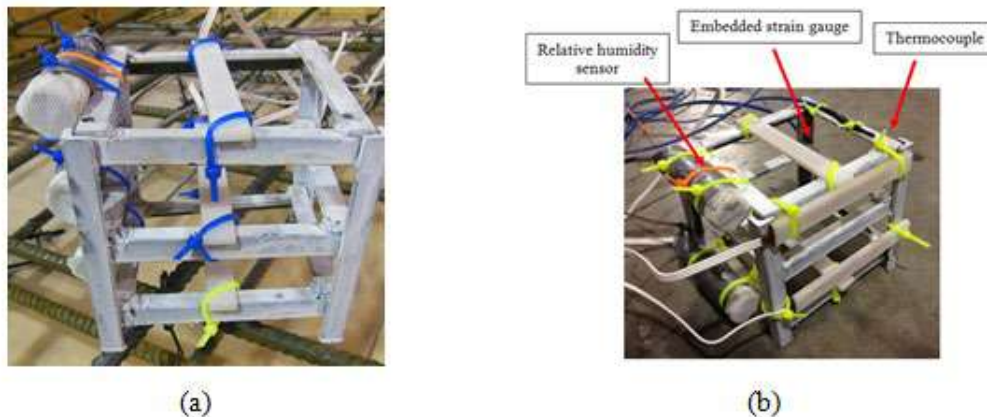 Embedded strain gauge
Relative humidity
sensor
Thermocouple
(a)
(b)